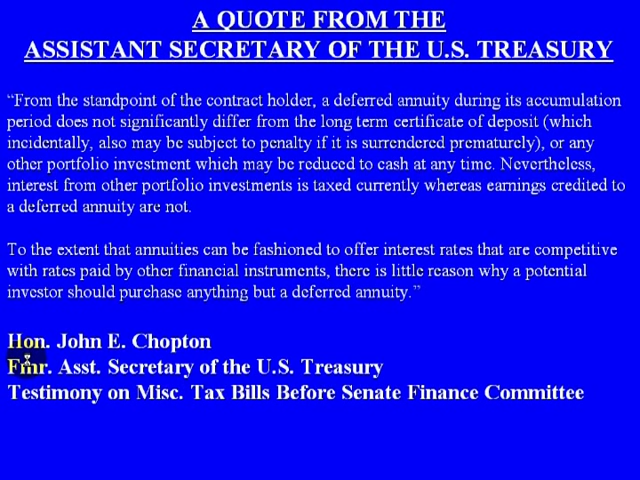 A QUOTE FROM THE
ASSISTANT SECRETARY OF THE U.S. TREASURY
“From the standpoint of the contract holder, a deferred annuity during its accumulation
period does not significantly differ from the long term certificate of deposit (which
incidentally, also may be subject to penalty if it is surrendered prematurely), or any
other portfolio investment which may be reduced to cash at any time. Nevertheless,
interest from other portfolio investments is taxed currently whereas earnings credited to
a deferred annuity are not.
To the extent that annuities can be fashioned to offer interest rates that are competitive
with rates paid by other financial instruments, there is little reason why a potential
investor should purchase anything but a deferred annuity.”
Hon. John E. Chopton
Fmr. Asst. Secretary of the U.S. Treasury
Testimony on Misc. Tax Bills Before Senate Finance Committee